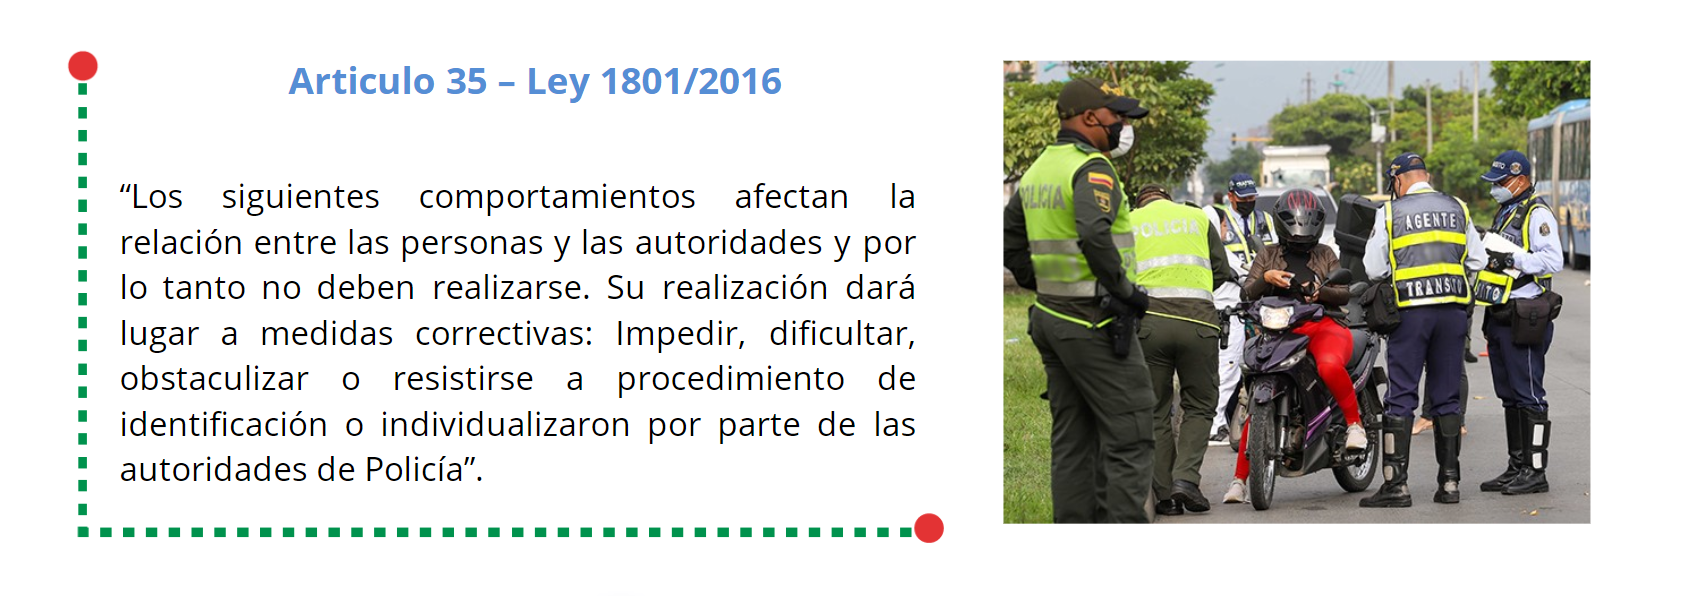 Articulo 35 – Ley 1801/2016
“Los siguientes comportamientos afectan la
relación entre las personas y las autoridades y por
lo tanto no deben realizarse. Su realización dará
lugar a medidas correctivas: Impedir, dificultar,
obstaculizar o resistirse a procedimiento de
identificación o individualizaron por parte de las
autoridades de Policía”.
POLICIA
POLICIA
AGENTE
TRANSITO